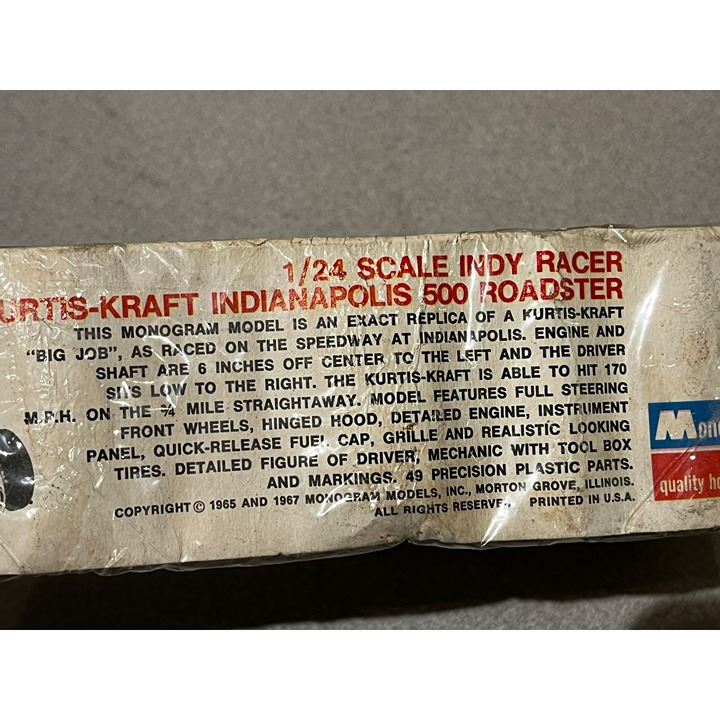 1/24 SCALE INDY RACER
URTIS-KRAFT INDIANAPOLIS 500 ROADSTER
THIS MONOGRAM MODEL IS AN EXACT REPLICA OF A KURTIS-KRAFT
"BIG JOB", AS RACED ON THE SPEEDWAY AT INDIANAPOLIS. ENGINE AND
SHAFT ARE 6 INCHES OFF CENTER TO THE LEFT AND THE DRIVER
SITS LOW TO THE RIGHT. THE KURTIS-KRAFT IS ABLE TO HIT 170
M.P.H. ON THE ¾ MILE STRAIGHTAWAY. MODEL FEATURES FULL STEERING
FRONT WHEELS, HINGED HOOD, DETAILED ENGINE, INSTRUMENT
PANEL, QUICK-RELEASE FUEL CAP, GRILLE AND REALISTIC LOOKING
TIRES. DETAILED FIGURE OF DRIVER, MECHANIC WITH TOOL BOX
AND MARKINGS. 49 PRECISION PLASTIC PARTS.
COPYRIGHT © 1965 AND 1967 MONOGRAM MODELS, INC., MORTON GROVE, ILLINOIS.
ALL RIGHTS RESERVED. PRINTED IN U.S.A.
Mono
quality ho